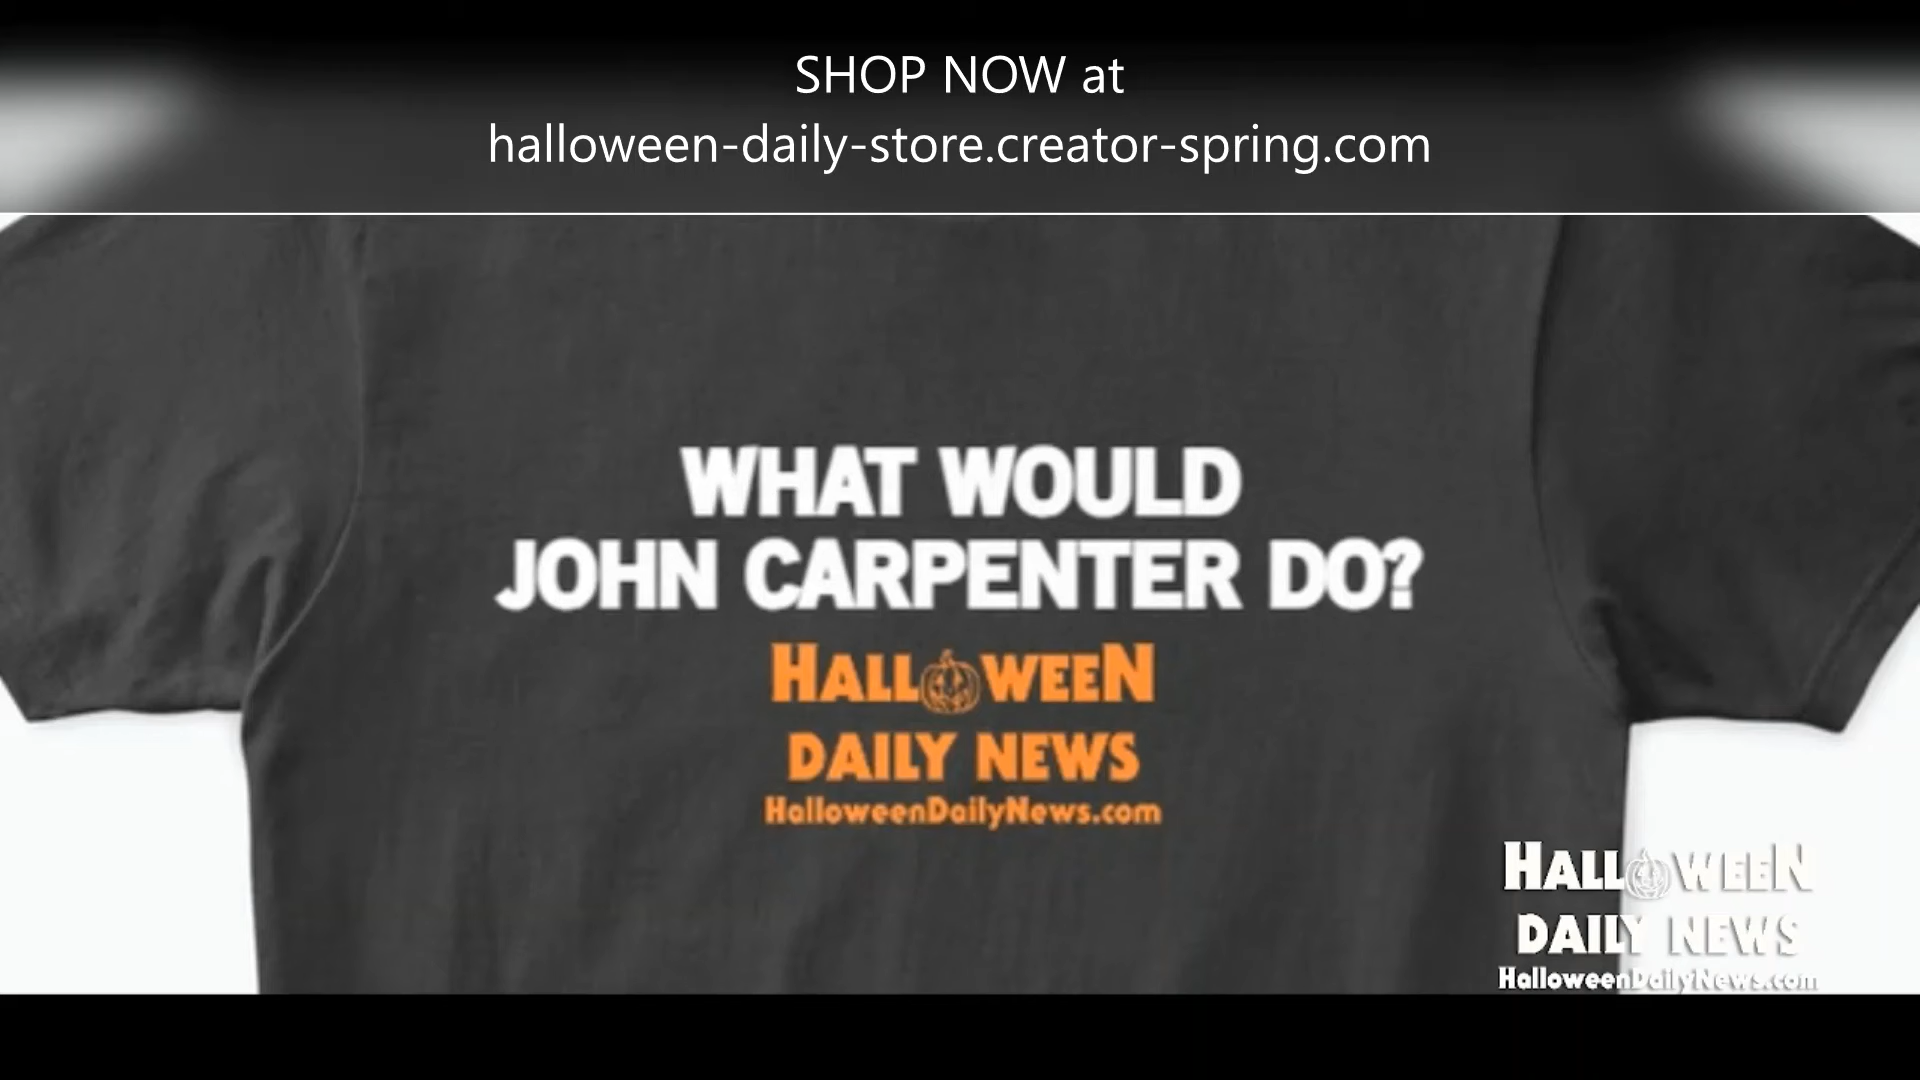 SHOP NOW at
halloween-daily-store.creator-spring.com
WHAT WOULD
JOHN CARPENTER DO?
HALLOWEEN
DAILY NEWS
HalloweenDailyNews.com
HALLOWEEN
DAILY NEWS
HalloweenDailyNews.com